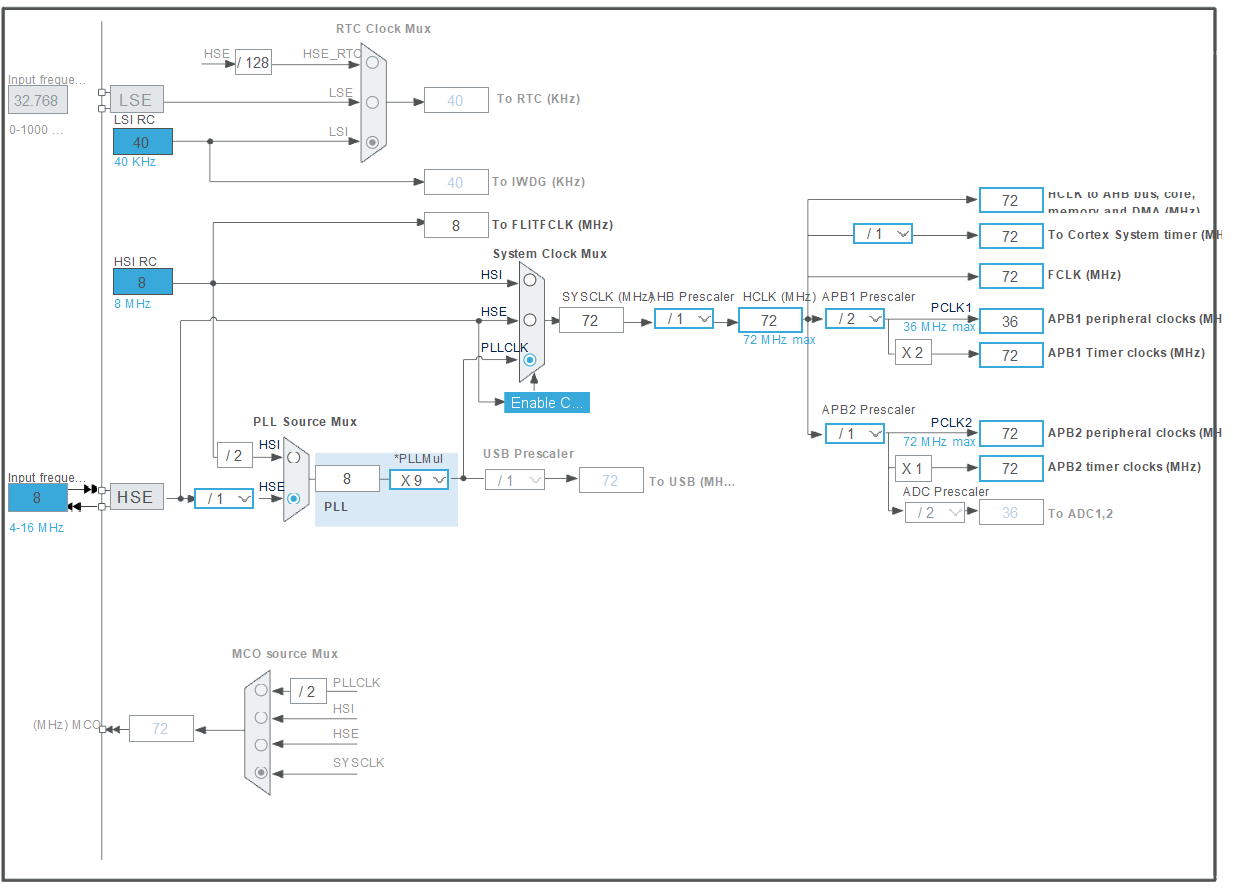 RTC Clock Mux
HSE
/ 128
HSE_RTC
Input freque...
32.768
0-1000 ...
LSE
LSE
40
To RTC (KHz)
LSI RC
40
40 KHz
LSI
40
To IWDG (KHz)
8
To FLITFCLK (MHz)
HSI RC
8
8 MHz
System Clock Mux
HSI
HSE
PLLCLK
Enable C...
SYSCLK (MHz)
72
AHB Prescaler
/ 1
HCLK (MHz)
72
72 MHz max
72
HCLK to AHB bus, core,
memory and DMA (MHz)
/ 1
72
To Cortex System timer (MH
72
FCLK (MHz)
APB1 Prescaler
/ 2
PCLK1
36 MHz max
36
APB1 peripheral clocks (MH
X 2
72
APB1 Timer clocks (MHz)
APB2 Prescaler
/ 1
PCLK2
72 MHz max
72
APB2 peripheral clocks (MH
X 1
72
APB2 timer clocks (MHz)
ADC Prescaler
/ 2
36
To ADC1,2
PLL Source Mux
/ 2
HSI
HSE
Input freque...
8
4-16 MHz
HSE
/ 1
8
*PLLMul
X 9
PLL
USB Prescaler
/ 1
72
To USB (MH...
MCO source Mux
/ 2
PLLCLK
HSI
HSE
SYSCLK
(MHz) MCO
72